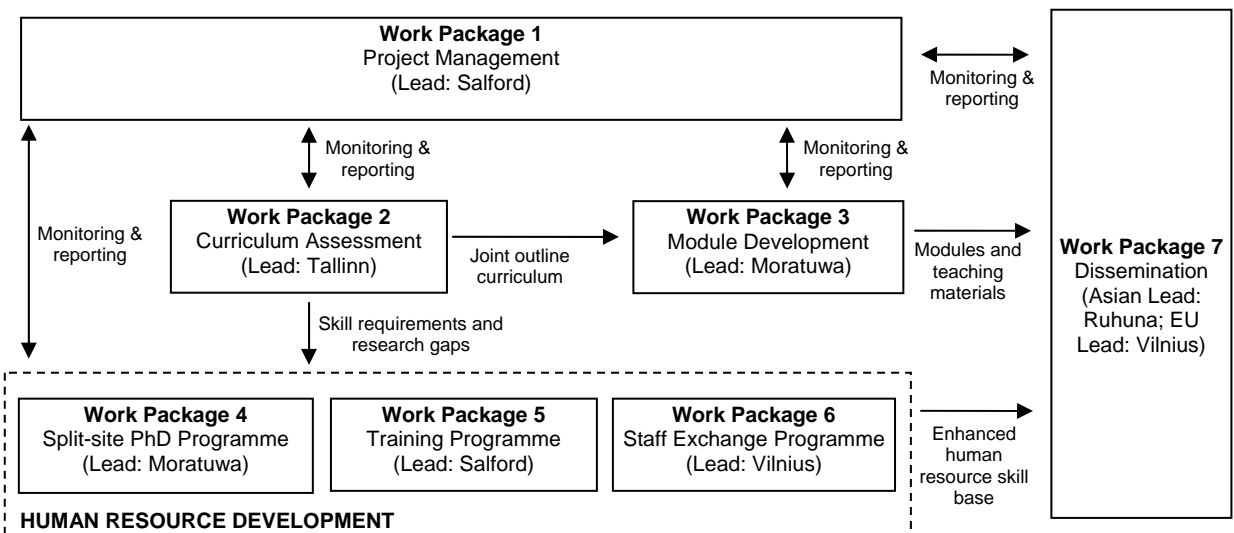 Work Package 1
Project Management
(Lead: Salford)
Monitoring &
reporting
Monitoring &
reporting
Monitoring &
reporting
Monitoring &
reporting
Work Package 2
Curriculum Assessment
(Lead: Tallinn)
Joint outline
curriculum
Work Package 3
Module Development
(Lead: Moratuwa)
Modules and
teaching
materials
Work Package 7
Dissemination
(Asian Lead:
Ruhuna; EU
Lead: Vilnius)
Skill requirements and
research gaps
Work Package 4
Split-site PhD Programme
(Lead: Moratuwa)
Work Package 5
Training Programme
(Lead: Salford)
Work Package 6
Staff Exchange Programme
(Lead: Vilnius)
Enhanced
human
resource skill
base
HUMAN RESOURCE DEVELOPMENT